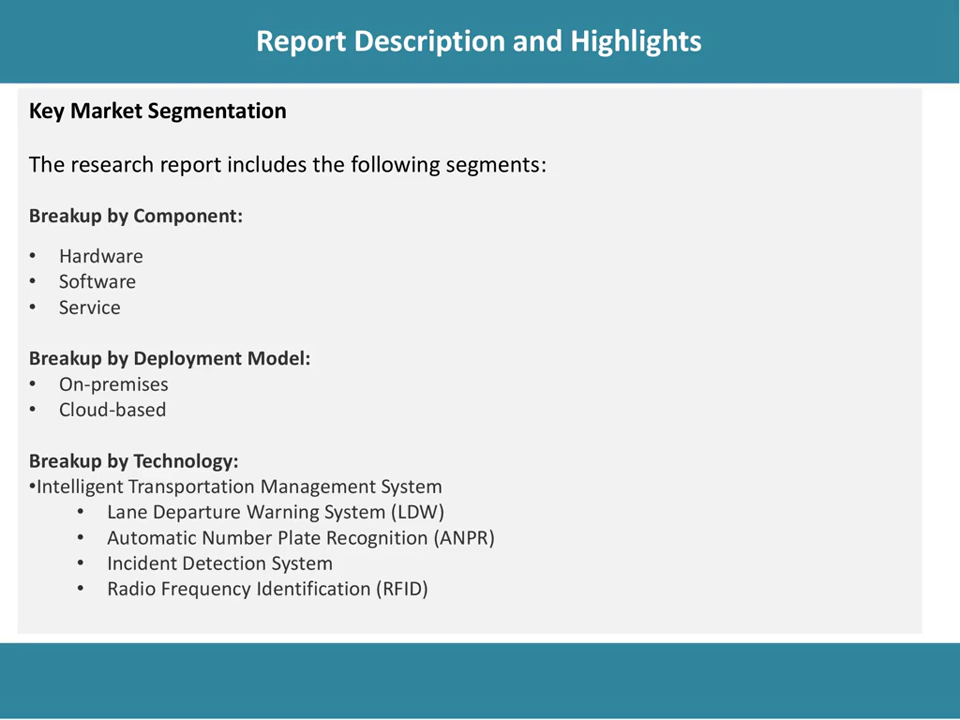 Report Description and Highlights
Key Market Segmentation
The research report includes the following segments:
Breakup by Component:
• Hardware
• Software
• Service
Breakup by Deployment Model:
• On-premises
• Cloud-based
Breakup by Technology:
•Intelligent Transportation Management System
• Lane Departure Warning System (LDW)
• Automatic Number Plate Recognition (ANPR)
• Incident Detection System
• Radio Frequency Identification (RFID)